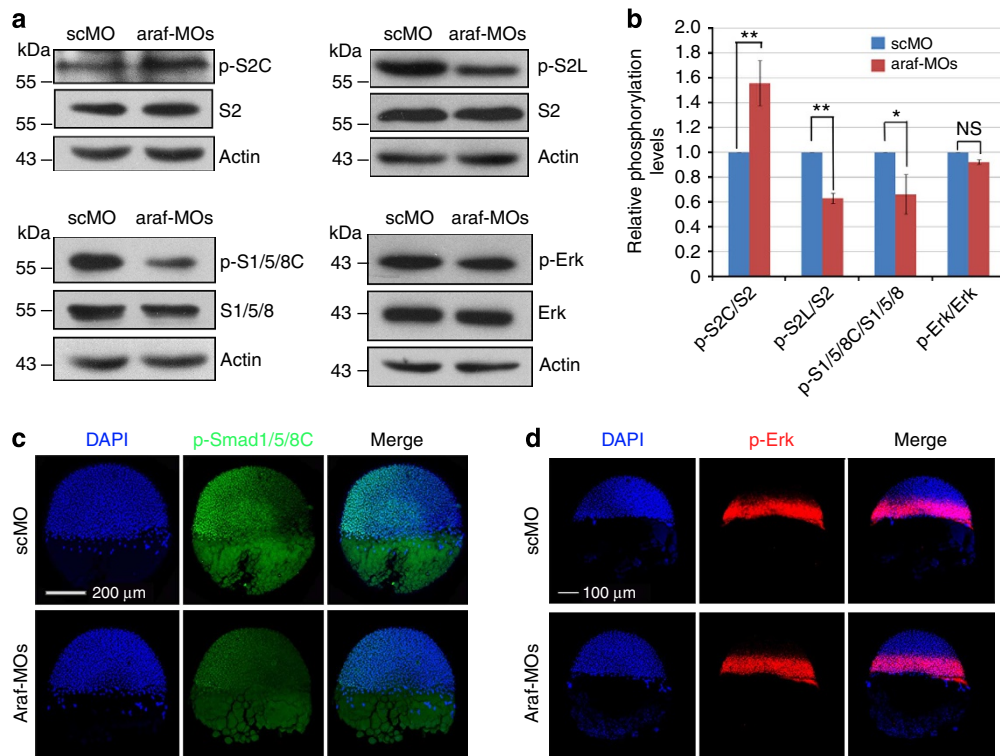 a
scMO araf-MOs
kDa
p-S2C
55
S2
55
Actin
43
scMO araf-MOs
kDa
p-S2L
55
S2
55
Actin
43
scMO araf-MOs
kDa
p-S1/5/8C
55
S1/5/8
55
Actin
43
scMO araf-MOs
kDa
p-Erk
43
Erk
43
Actin
43
b
Relative phosphorylation
levels
2.0
1.8
1.6
1.4
1.2
1.0
0.8
0.6
0.4
0.2
0
scMO
araf-MOs
**
**
*
NS
p-S2C/S2
p-S2L/S2
p-S1/5/8C/S1/5/8
p-Erk/Erk
c
DAPI p-Smad1/5/8C Merge
scMO
200 μm
Araf-MOs
d
DAPI p-Erk Merge
scMO
100 μm
Araf-MOs